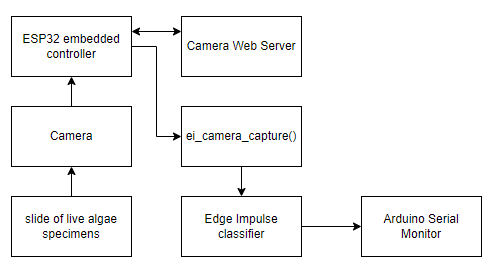 ESP32 embedded
controller
Camera Web Server
Camera
ei_camera_capture()
slide of live algae
specimens
Edge Impulse
classifier
Arduino Serial
Monitor